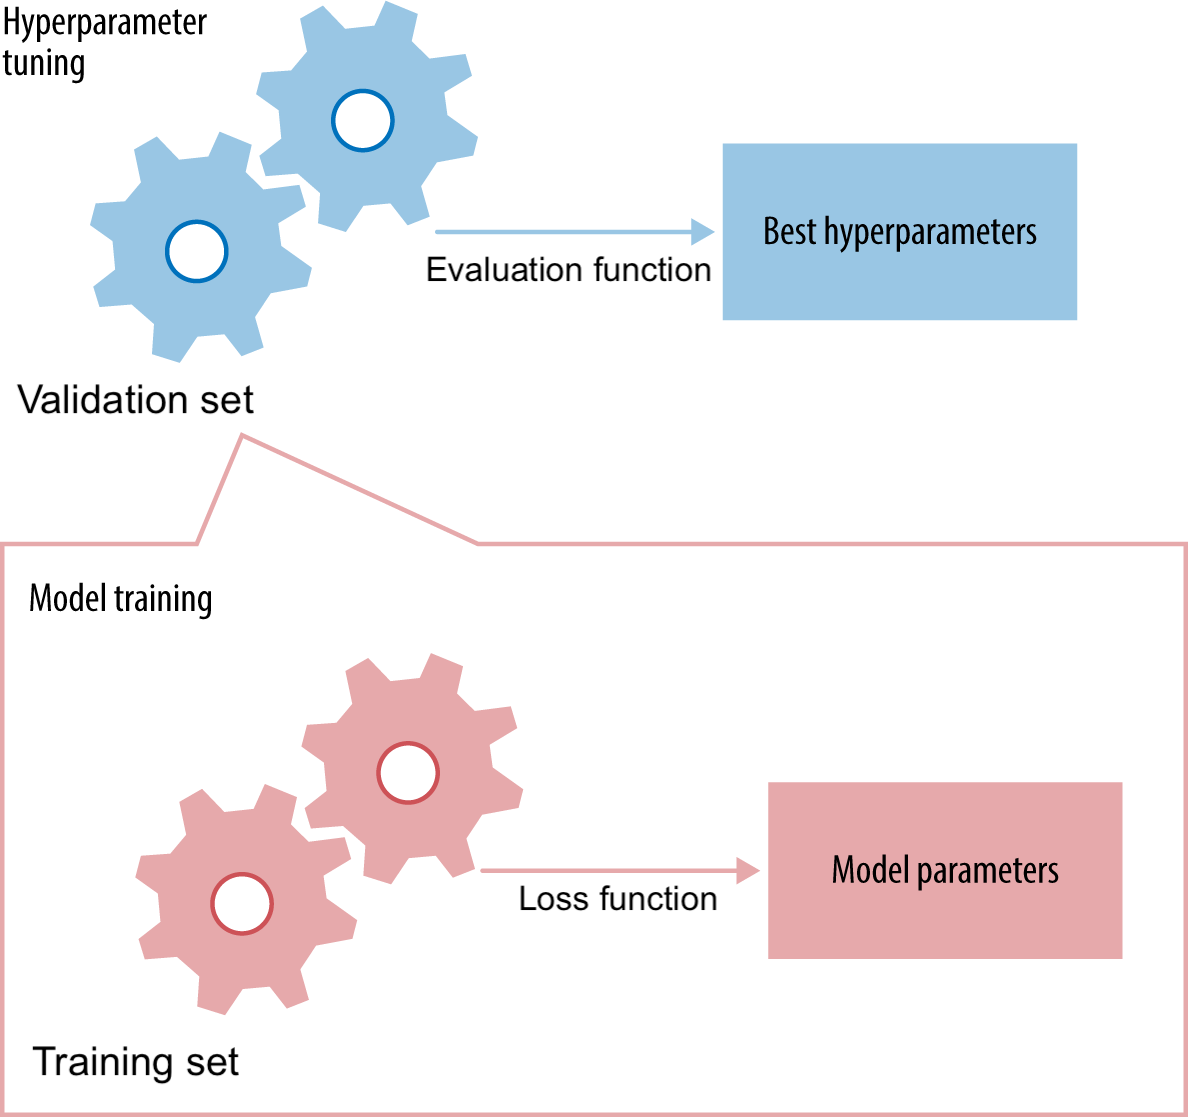 Hyperparameter
tuning
Best hyperparameters
Evaluation function
Validation set
Model training
Model parameters
Loss function
Training set